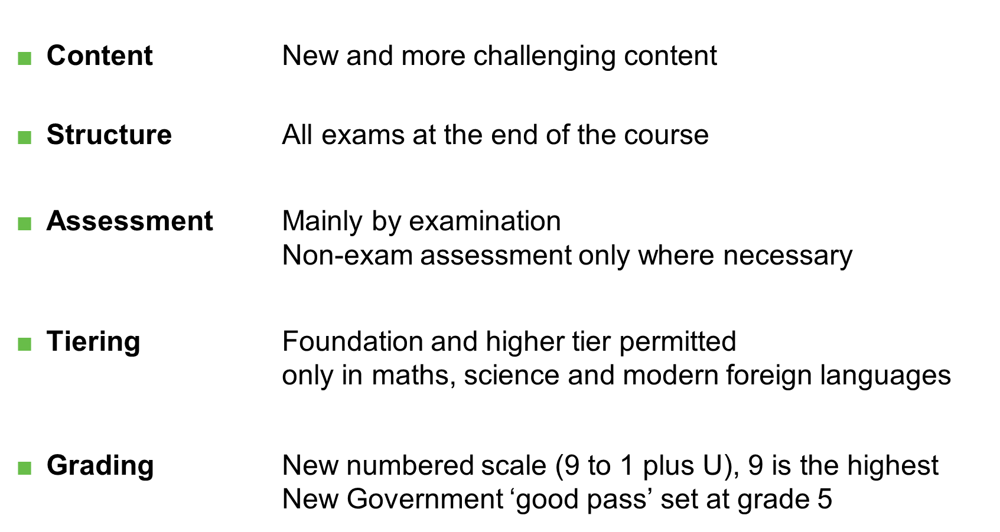 Content New and more challenging content
Structure All exams at the end of the course
Assessment Mainly by examination
Non-exam assessment only where necessary
Tiering Foundation and higher tier permitted
only in maths, science and modern foreign languages
Grading New numbered scale (9 to 1 plus U), 9 is the highest
New Government ‘good pass’ set at grade 5